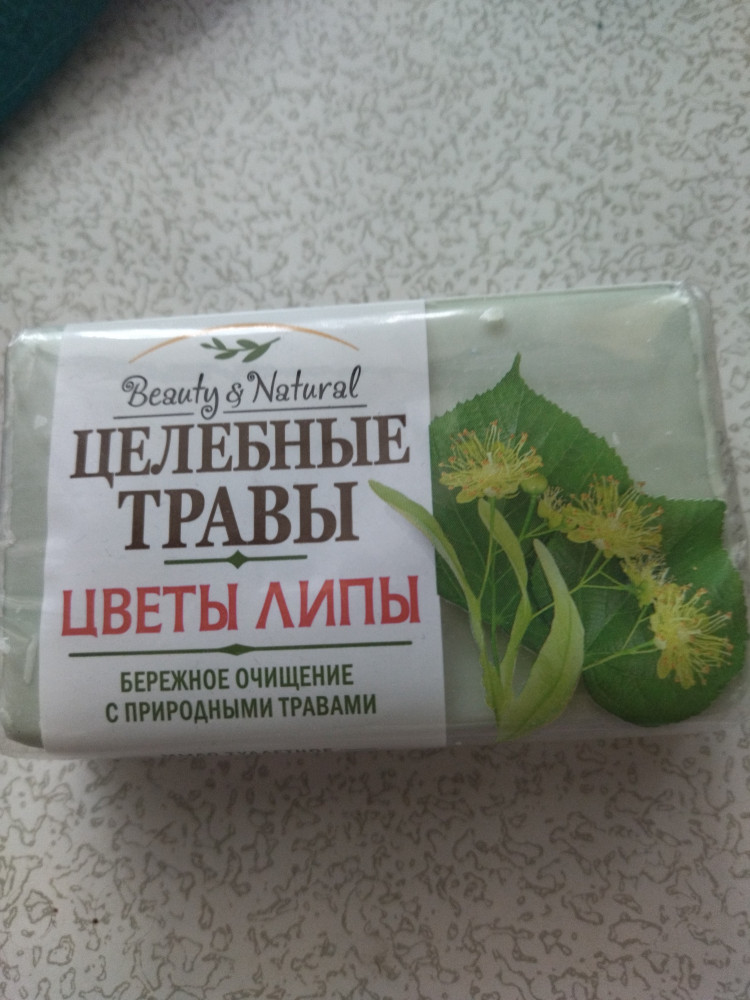 Beauty & Natural
ЦЕЛЕБНЫЕ
ТРАВЫ
ЦВЕТЫ ЛИПЫ
БЕРЕЖНОЕ ОЧИЩЕНИЕ
С ПРИРОДНЫМИ ТРАВАМИ